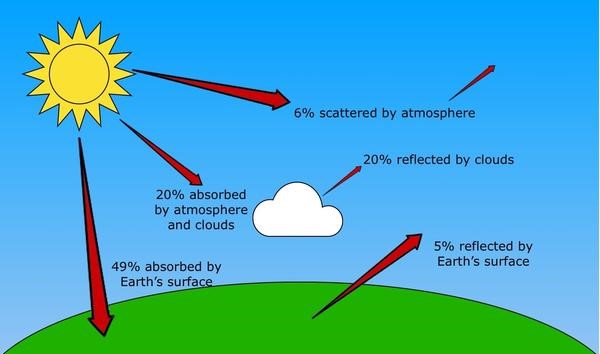 6% scattered by atmosphere
20% reflected by clouds
20% absorbed
by atmosphere
and clouds
5% reflected by
Earth's surface
49% absorbed by
Earth's surface